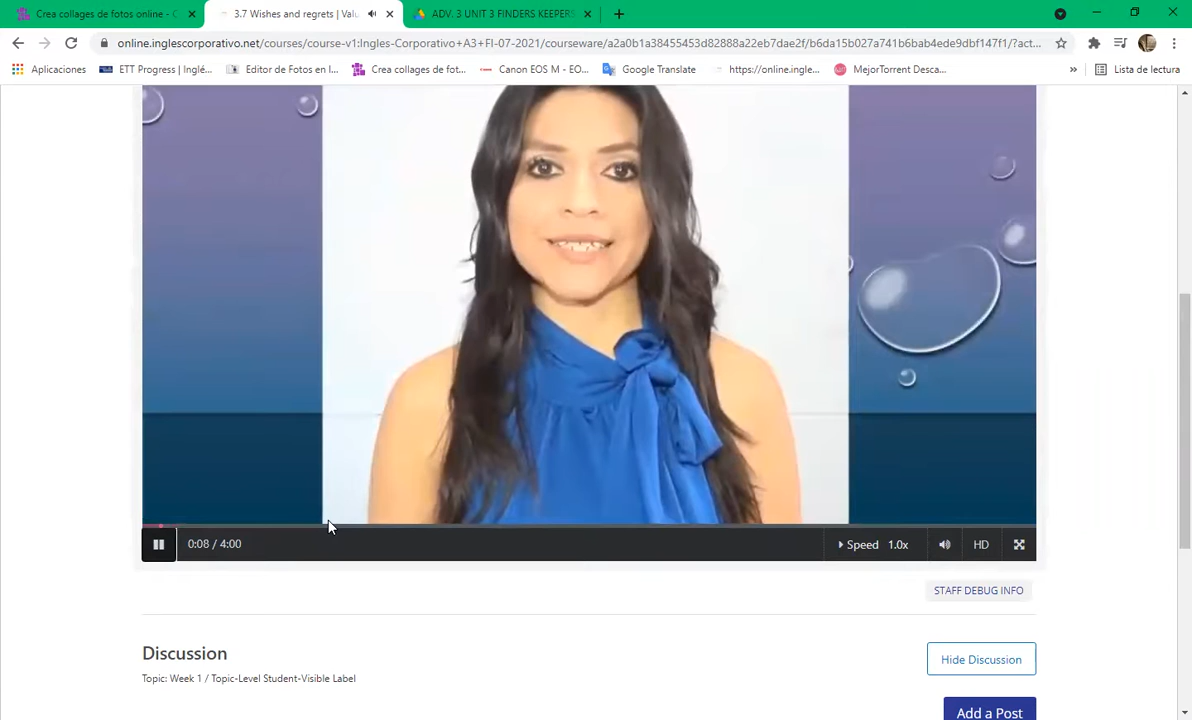 Crea collages de fotos online - C
3.7 Wishes and regrets | Valu
ADV. 3 UNIT 3 FINDERS KEEPERS
online.inglescorporativo.net/courses/course-v1:Ingles-Corporativo+A3+FI-07-2021/courseware/a2a0b1a38455453d82888a22eb7dae2f/b6da15b027a741b6bab4ede9dbf147f1/?act...
Aplicaciones
ETT Progress | Inglé...
Editor de Fotos en l...
Crea collages de fot...
Canon EOS M - EO...
Google Translate
https://online.ingle...
MejorTorrent Desca...
»
Lista de lectura
0:08 / 4:00
Speed 1.0x
HD
STAFF DEBUG INFO
Discussion
Hide Discussion
Topic: Week 1 / Topic-Level Student-Visible Label
Add a Post